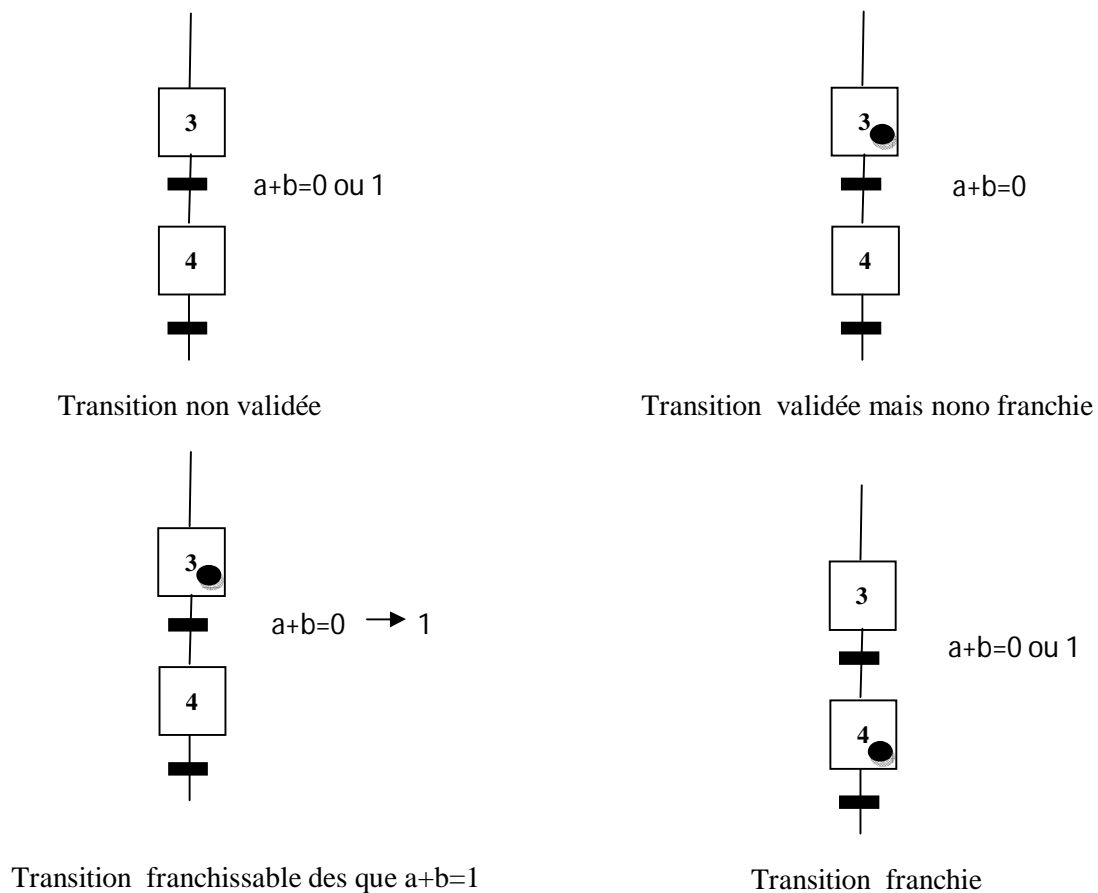 3
a+b=0 ou 1
4
Transition non validée
3
a+b=0
4
Transition validée mais nono franchie
3
a+b=0 → 1
4
Transition franchissable des que a+b=1
3
a+b=0 ou 1
4
Transition franchie